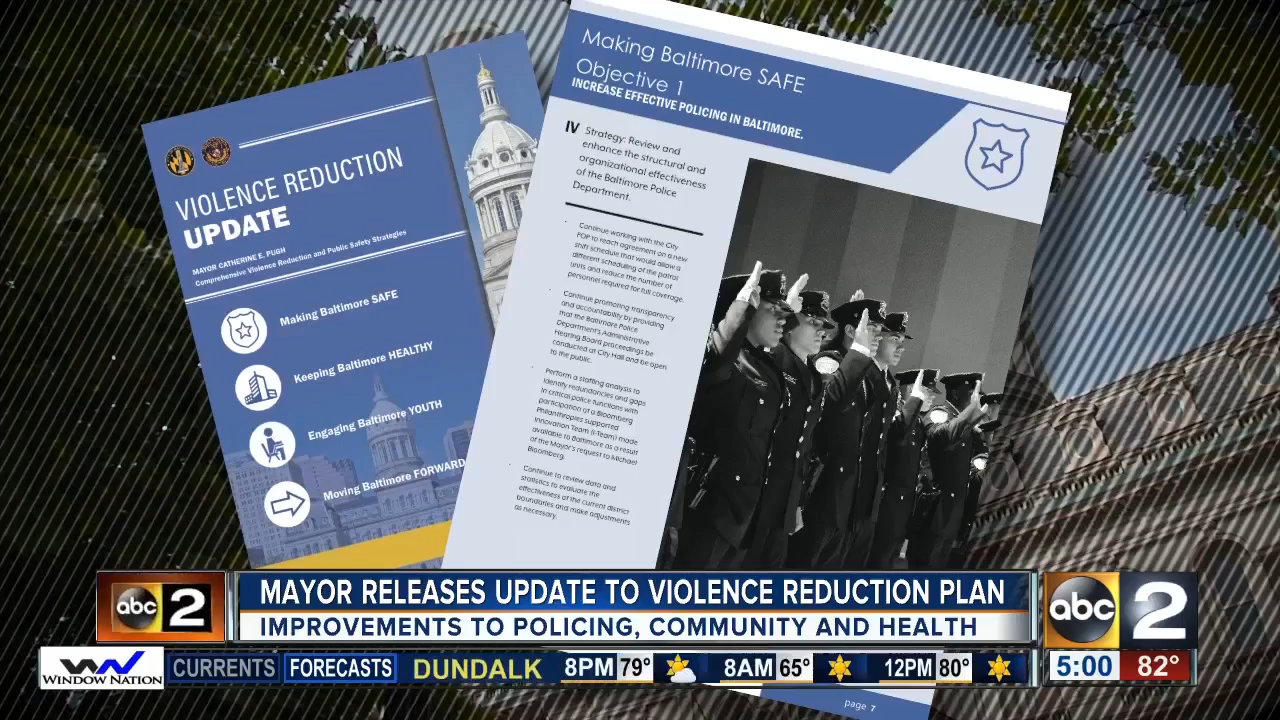 VIOLENCE REDUCTION
UPDATE
MAYOR CATHERINE E. PUGH
Comprehensive Violence Reduction and Public Safety Strategies
Making Baltimore SAFE
Keeping Baltimore HEALTHY
Engaging Baltimore YOUTH
Moving Baltimore FORWARD
Making Baltimore SAFE
Objective 1
INCREASE EFFECTIVE POLICING IN BALTIMORE.
IV Strategy: Review and
enhance the structural and
organizational effectiveness
of the Baltimore Police
Department.
Continue working with the City
FOP to reach agreement on a new
shift schedule that would allow a
different scheduling of the patrol
units and reduce the number of
personnel required for full coverage.
Continue promoting transparency
and accountability by providing
that the Baltimore Police
Department's Administrative
Hearing Board proceedings be
conducted at City Hall and be open
to the public.
Perform a staffing analysis to
identify redundancies and gaps
in critical police functions with
participation of a Bloomberg
Philanthropies supported
Innovation Team (i-Team) made
available to Baltimore as a result
of the Mayor's request to Michael
Bloomberg.
Continue to review data and
statistics to evaluate the
effectiveness of the current district
boundaries and make adjustments
as necessary.
abc 2
MAYOR RELEASES UPDATE TO VIOLENCE REDUCTION PLAN
IMPROVEMENTS TO POLICING, COMMUNITY AND HEALTH
abc 2
WINDOW NATION
CURRENTS FORECASTS DUNDALK 8PM 79° 8AM 65° 12PM 80°
5:00 82°
page 7